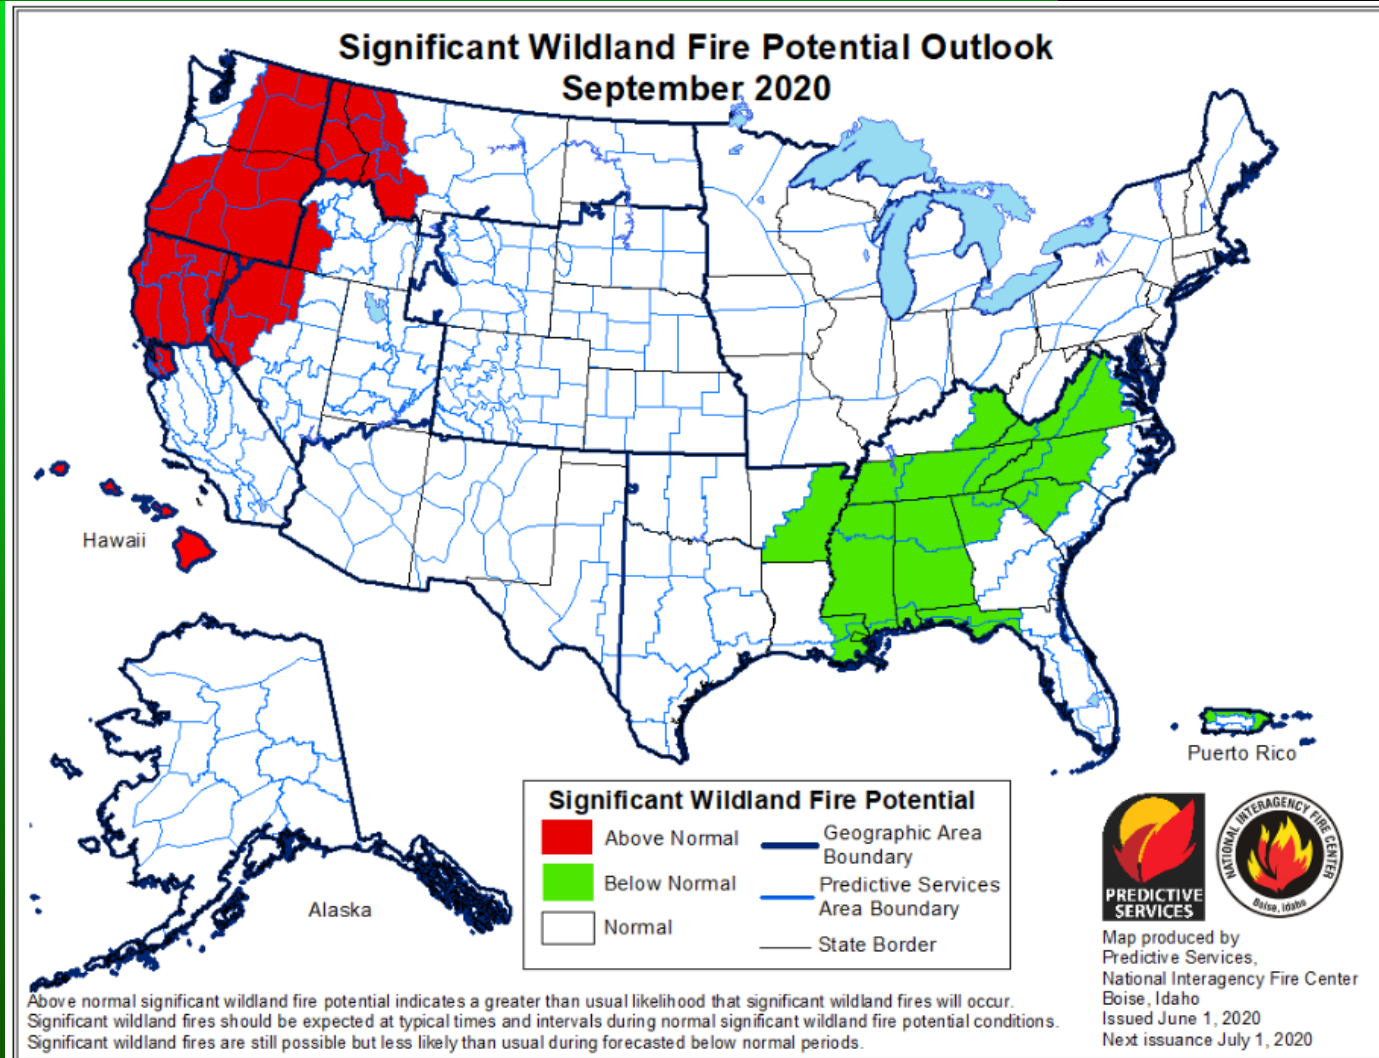 Significant Wildland Fire Potential Outlook
September 2020
Hawaii
Alaska
Puerto Rico
Significant Wildland Fire Potential
Above Normal
Below Normal
Normal
Geographic Area
Boundary
Predictive Services
Area Boundary
State Border
PREDICTIVE
SERVICES
NATIONAL INTERAGENCY FIRE CENTER
Boise, Idaho
Map produced by
Predictive Services,
National Interagency Fire Center
Boise, Idaho
Issued June 1, 2020
Next issuance July 1, 2020
Above normal significant wildland fire potential indicates a greater than usual likelihood that significant wildland fires will occur.
Significant wildland fires should be expected at typical times and intervals during normal significant wildland fire potential conditions.
Significant wildland fires are still possible but less likely than usual during forecasted below normal periods.